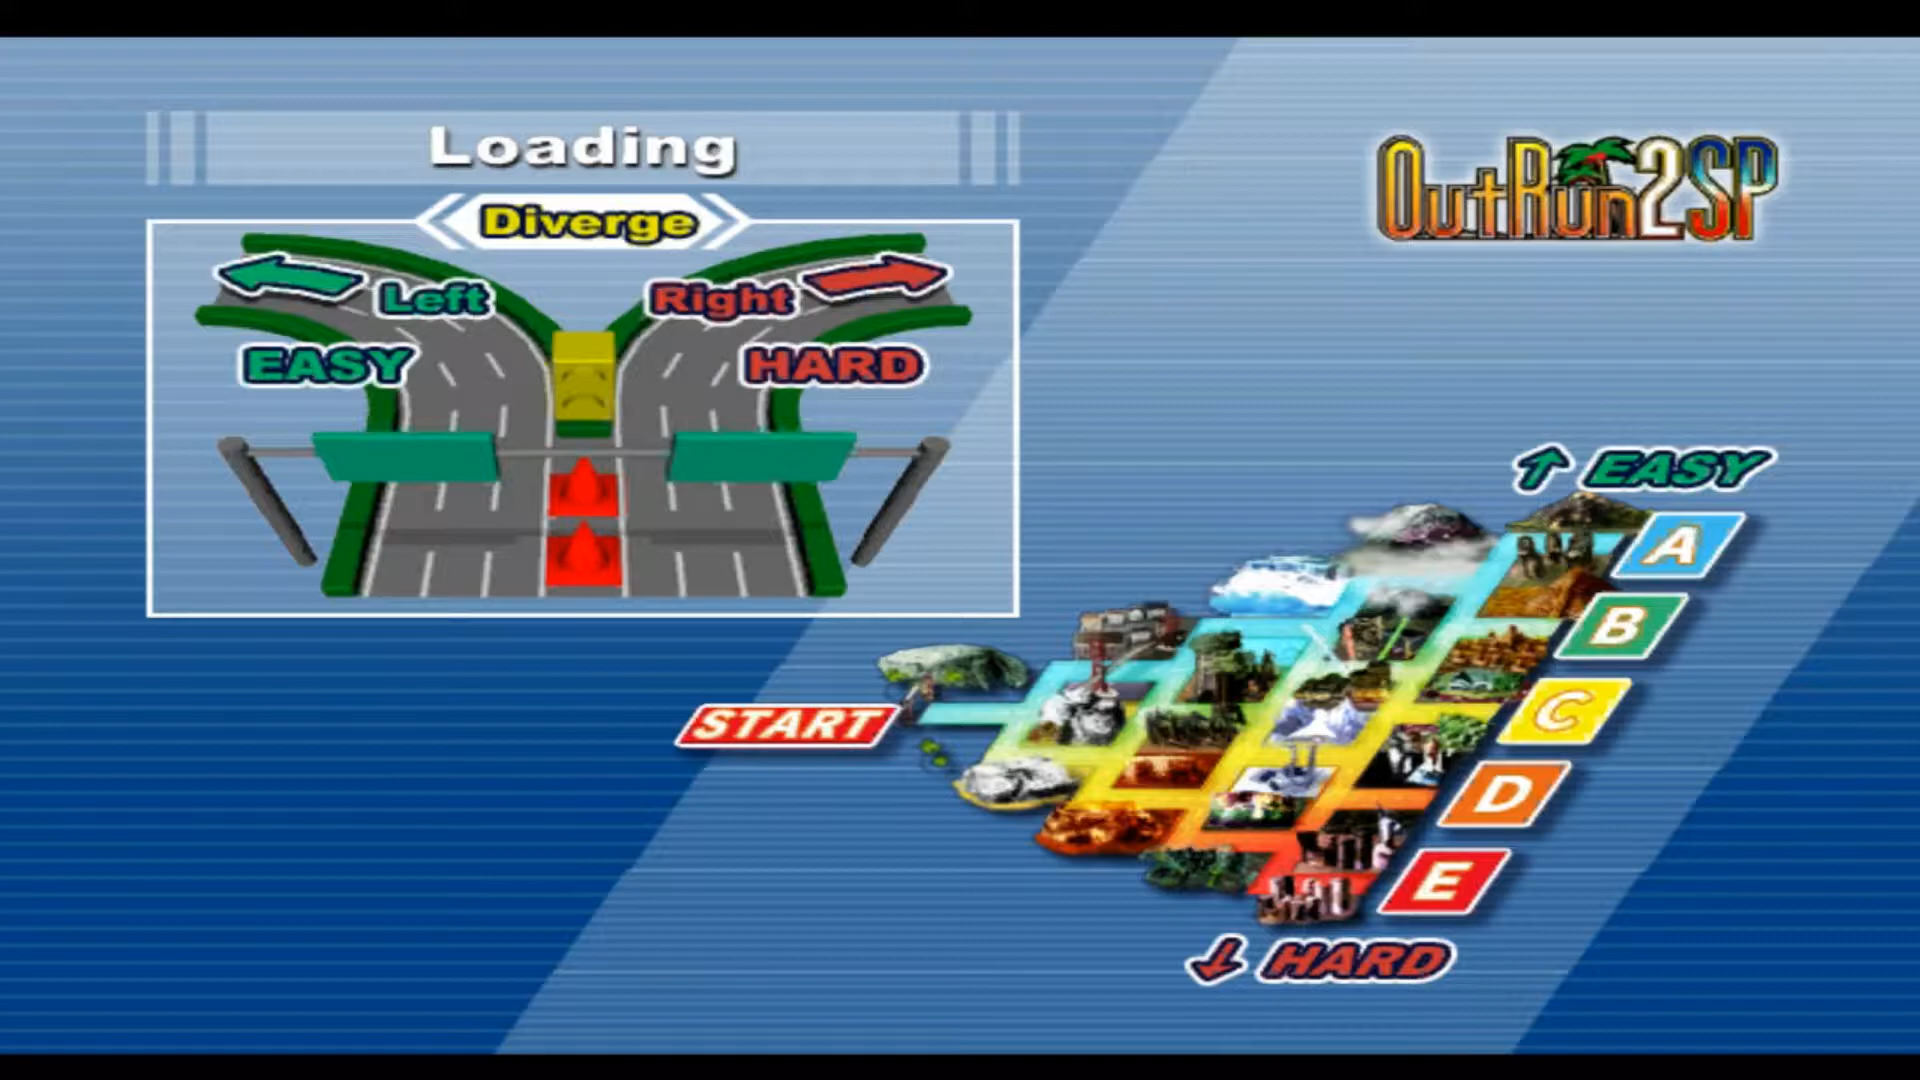 Loading
OutRun2SP
Diverge
Left
Right
EASY
HARD
EASY
A
B
START
C
D
E
HARD